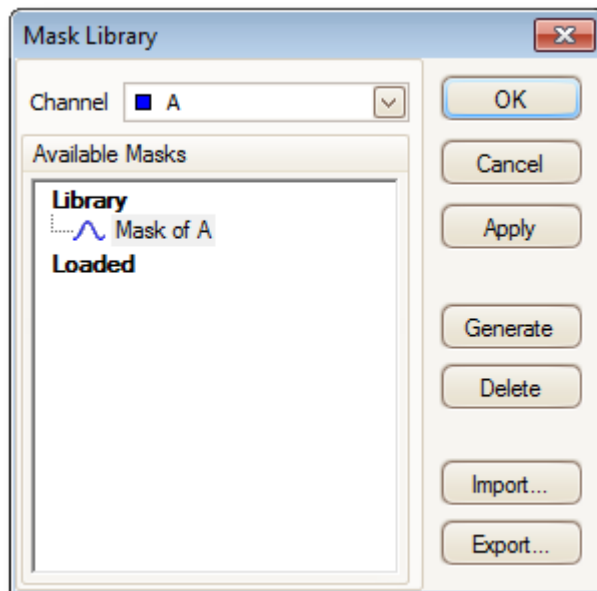 Mask Library
Channel A
OK
Available Masks
Cancel
Library
Mask of A
Apply
Loaded
Generate
Delete
Import...
Export...